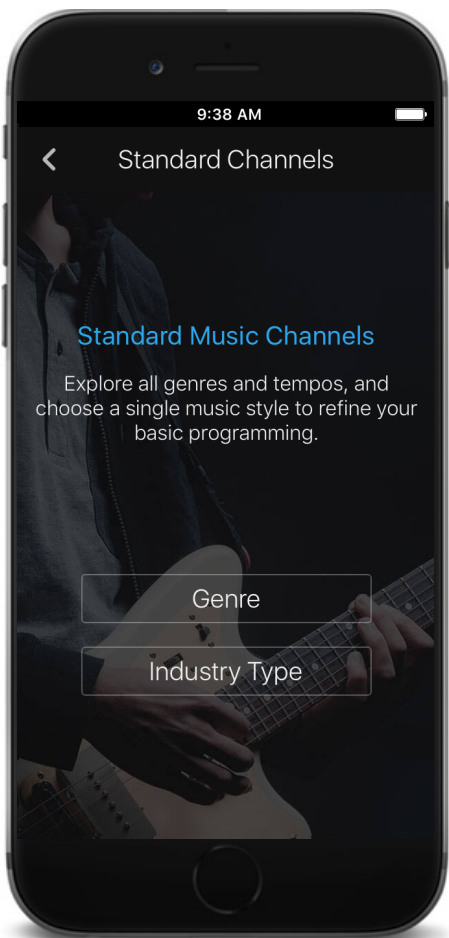 9:38 AM
Standard Channels
Standard Music Channels
Explore all genres and tempos, and
choose a single music style to refine your
basic programming.
Genre
Industry Type